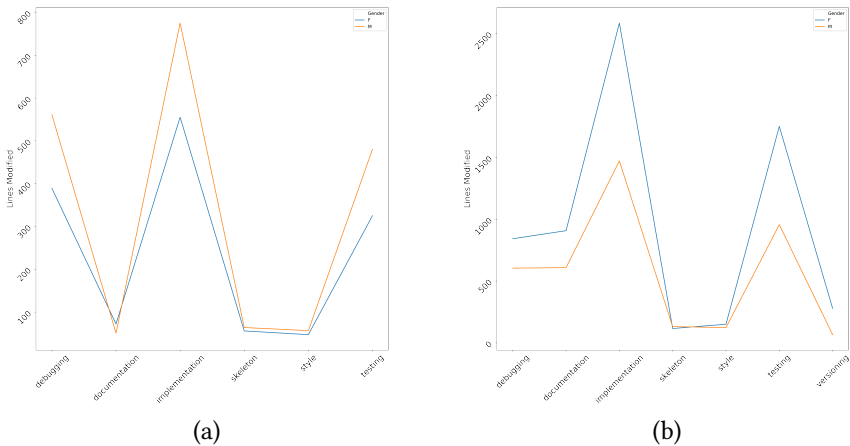 Lines Modified
800
700
600
500
400
300
200
100
debugging
documentation
implementation
skeleton
style
testing
Gender
F
M
(a)
Lines Modified
2500
2000
1500
1000
500
0
debugging
documentation
implementation
skeleton
style
testing
versioning
Gender
F
M
(b)